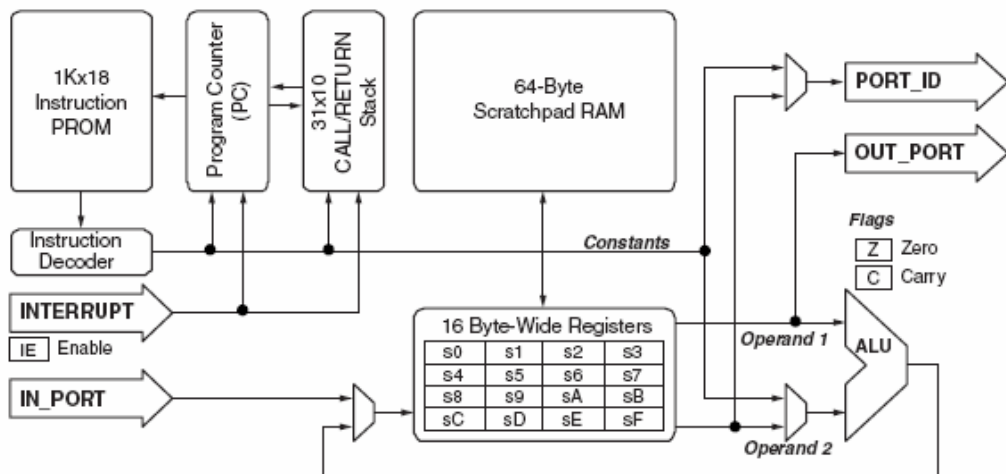 1Kx18
Instruction
PROM
Program Counter
(PC)
31x10
CALL/RETURN
Stack
64-Byte
Scratchpad RAM
PORT_ID
OUT_PORT
Instruction
Decoder
Constants
Flags
Z Zero
C Carry
INTERRUPT
IE Enable
IN_PORT
16 Byte-Wide Registers
s0 s1 s2 s3
s4 s5 s6 s7
s8 s9 sA sB
sC sD sE sF
Operand 1
ALU
Operand 2